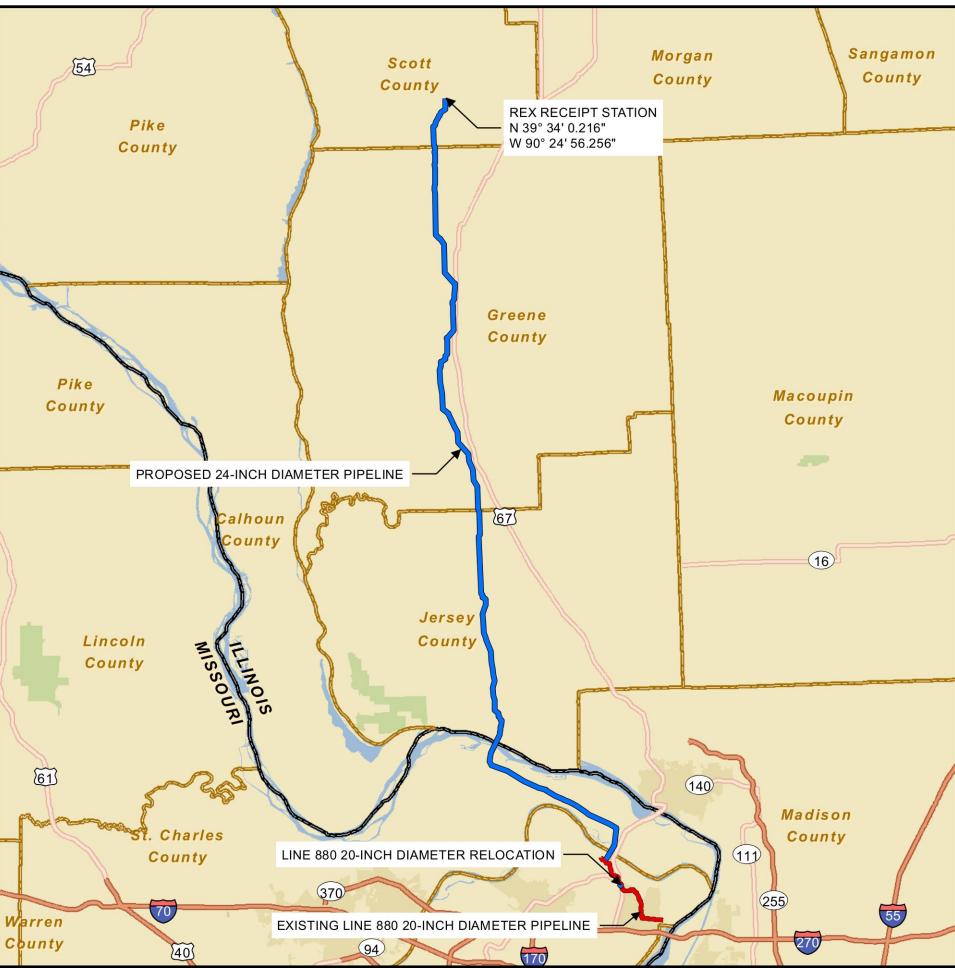 54
Scott
County
Morgan
County
Sangamon
County
REX RECEIPT STATION
N 39° 34' 0.216"
W 90° 24' 56.256"
Pike
County
Greene
County
Pike
County
Macoupin
County
PROPOSED 24-INCH DIAMETER PIPELINE
Calhoun
County
67
16
Jersey
County
Lincoln
County
ILLINOIS
MISSOURI
61
140
Madison
County
St. Charles
County
LINE 880 20-INCH DIAMETER RELOCATION
111
370
255
70
Warren
County
EXISTING LINE 880 20-INCH DIAMETER PIPELINE
55
40
94
170
270